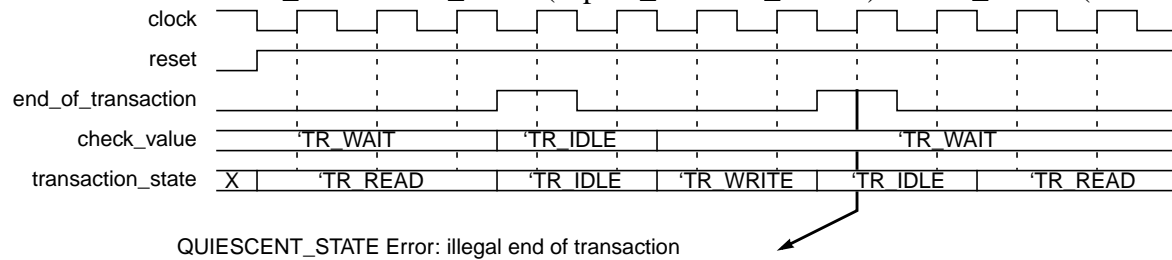 clock
reset
end_of_transaction
check_value ‘TR_WAIT ‘TR_IDLE ‘TR_WAIT
transaction_state X ‘TR_READ ‘TR_IDLE ‘TR_WRITE ‘TR_IDLE ‘TR_READ
QUIESCENT_STATE Error: illegal end of transaction